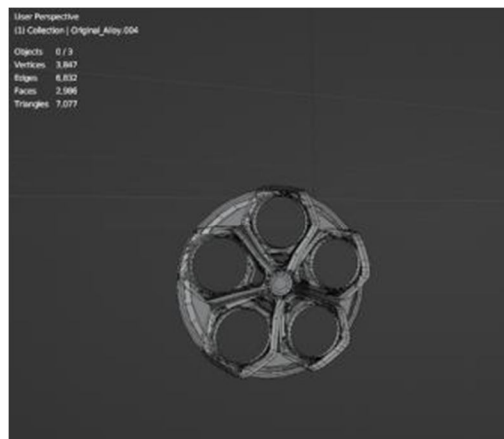 User Perspective
(1) Collection | Original_Alloy.004
Objects 0 / 3
Vertices 3,847
Edges 6,832
Faces 2,986
Triangles 7,077